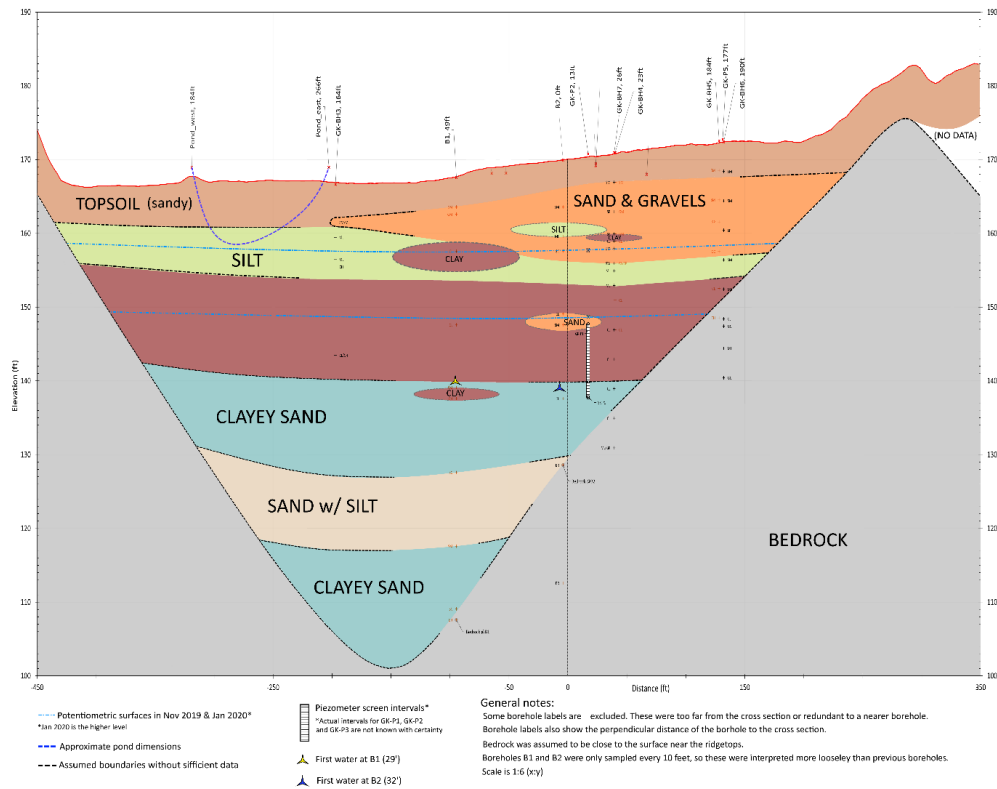 190
190
180
180
170
170
160
160
150
150
140
140
130
130
120
120
110
110
100
100
Elevation (ft)
Pond_west, 184ft
Pond_east, 266ft
GK-BH3, 164ft
B1, 49ft
B2, 0ft
GK-P2, 13ft
GK-BH7, 26ft
GK-BH4, 23ft
GK-BH5, 184ft
GK-P5, 177ft
GK-BH6, 190ft
(NO DATA)
TOPSOIL (sandy)
SAND & GRAVELS
SILT
CLAY
SILT
CLAY
SAND
CLAY
CLAYEY SAND
SAND w/ SILT
BEDROCK
CLAYEY SAND
-450
-250
-50
0
Distance (ft)
150
350
Potentiometric surfaces in Nov 2019 & Jan 2020*
*Jan 2020 is the higher level
Approximate pond dimensions
Assumed boundaries without sifficient data
Piezometer screen intervals*
*Actual intervals for GK-P1, GK-P2
and GK-P3 are not known with certainty
First water at B1 (29')
First water at B2 (32')
General notes:
Some borehole labels are excluded. These were too far from the cross section or redundant to a nearer borehole.
Borehole labels also show the perpendicular distance of the borhole to the cross section.
Bedrock was assumed to be close to the surface near the ridgetops.
Boreholes B1 and B2 were only sampled every 10 feet, so these were interpreted more looseley than previous boreholes.
Scale is 1:6 (x:y)